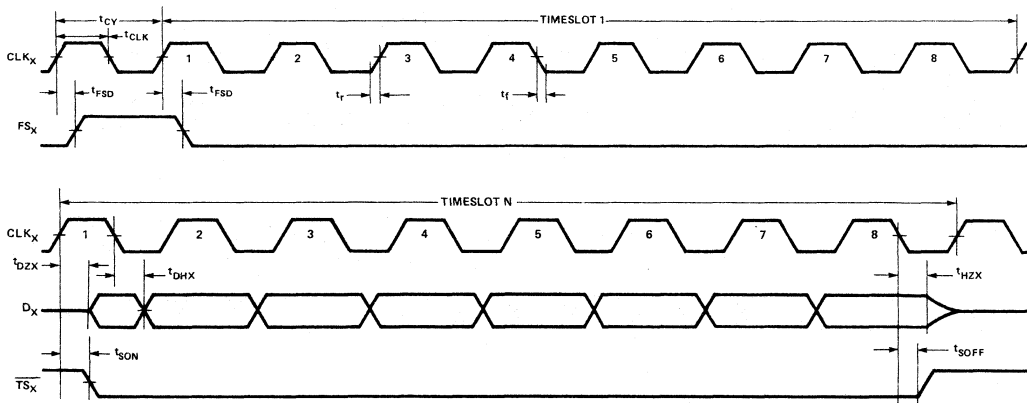 tCY
TIMESLOT 1
tCLK
CLKX
1 2 3 4 5 6 7 8
tFSD
tFSD
tr
tf
FSX
TIMESLOT N
CLKX
1 2 3 4 5 6 7 8
tDZX
tDHX
tHZX
DX
tSON
tSOFF
TSX